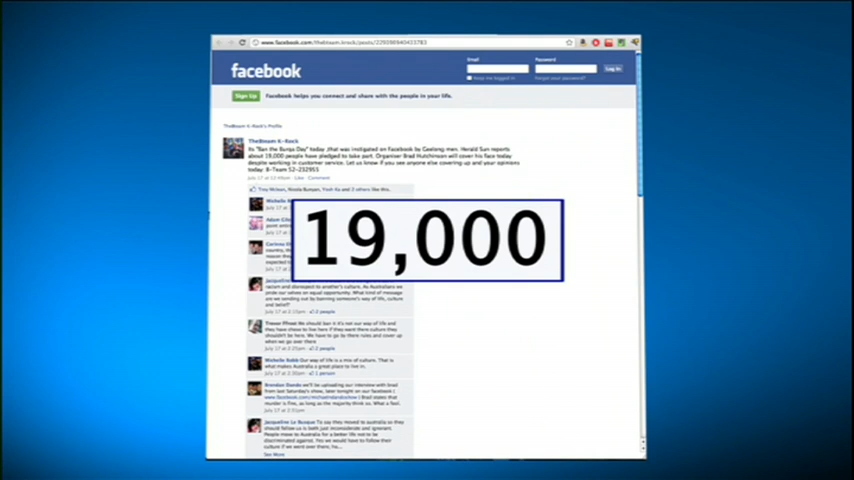 www.facebook.com/thebeam.krock/posts/229396940433783
facebook
Email
Password
Keep me logged in
Forgot your password?
Log In
Sign Up
Facebook helps you connect and share with the people in your life.
TheBeam K-Rock's Profile
TheBeam K-Rock
Its "Ban the Burqa Day" today ,that was instigated on Facebook by Geelong man. Herald Sun reports
about 19,000 people have pledged to take part. Organiser Brad Hutchinson will cover his face today
despite working in customer service. Let us know if you see anyone else covering up and your opinions
today: B-Team 52-232955
Like · Comment
and 2 others like this.
Michelle
July 17 at
Adam
July 17 at
19,000
racism and disrespect to another's culture. As Australians we
pride our selves on equal opportunity. What kind of message
are we sending out by banning someone's way of life, culture
and belief?
2 people
Trevor Ffrost We should ban it it's not our way of life and
they have chose to live here if they want there culture they
shouldn't be here. We have to go by there rules and cover up
when we go over there
July 17 at 2:25pm · 2 people
Michelle Robb Our way of life is a mix of culture. That is
what makes Australia a great place to live in.
July 17 at 2:30pm · 1 person
Brendan Dando we'll be uploading our interview with brad
from last Saturday's show, later tonight on our facebook (
Brad states that
murder is fine, as long as the majority think so. What a fool.
July 17 at 2:51pm
Jacqueline Le Busque To say they moved to australia so they
should follow us is both just inconsiderate and ignorant.
People move to Australia for a better life not to be
discriminated against. Yes we would have to follow their
culture if we went over there, ho...
See More